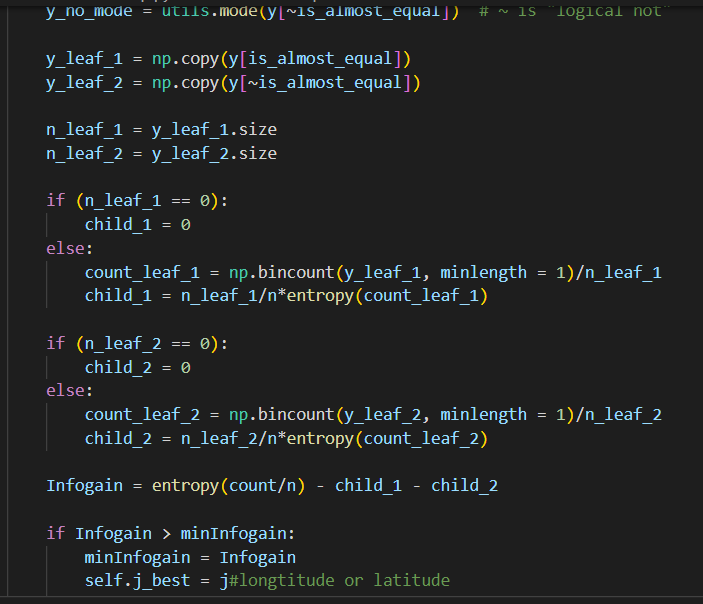 y_no_mode = utils.mode(y[~is_almost_equal])  # ~ is "logical not"
y_leaf_1 = np.copy(y[is_almost_equal])
y_leaf_2 = np.copy(y[~is_almost_equal])
n_leaf_1 = y_leaf_1.size
n_leaf_2 = y_leaf_2.size
if (n_leaf_1 == 0):
    child_1 = 0
else:
    count_leaf_1 = np.bincount(y_leaf_1, minlength = 1)/n_leaf_1
    child_1 = n_leaf_1/n*entropy(count_leaf_1)
if (n_leaf_2 == 0):
    child_2 = 0
else:
    count_leaf_2 = np.bincount(y_leaf_2, minlength = 1)/n_leaf_2
    child_2 = n_leaf_2/n*entropy(count_leaf_2)
Infogain = entropy(count/n) - child_1 - child_2
if Infogain > minInfogain:
    minInfogain = Infogain
    self.j_best = j#longtitude or latitude